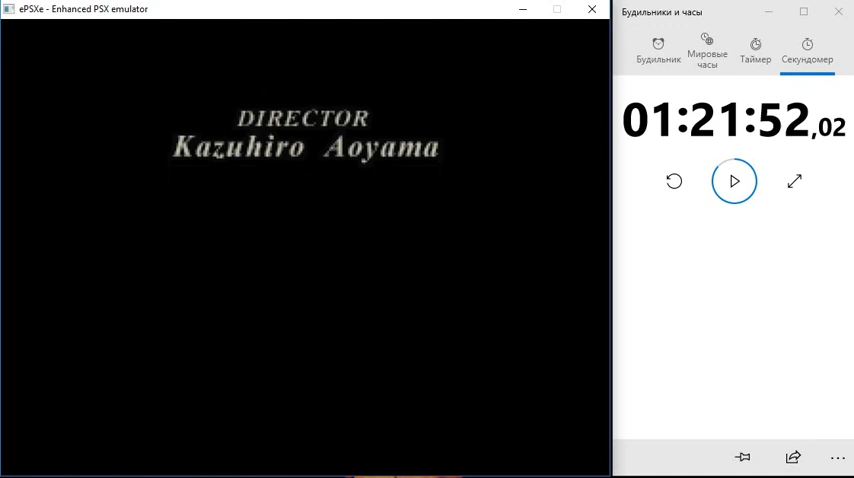 ePSXe - Enhanced PSX emulator
DIRECTOR
Kazuhiro Aoyama
Будильники и часы
Будильник
Мировые
часы
Таймер
Секундомер
01:21:52,02